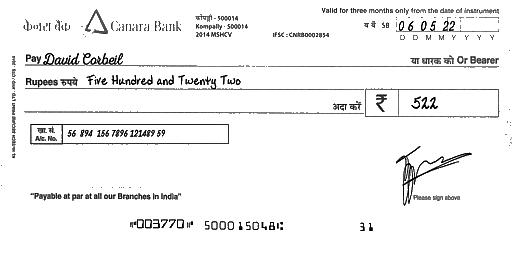 Valid for three months only from the date of instrument
केनरा बैंक Canara Bank
कोंपल्ली - 500014
Kompally - 500014
2014 MSHCV
IFSC : CNRB0002854
06 05 22
D D M M Y Y Y Y
Pay David Corbeil या धारक को Or Bearer
Rupees रुपये Five Hundred and Twenty Two
अदा करें ₹ 522
खा. सं.
A/c. No. 56 894 156 7896 121489 59
Please sign above
"Payable at par at all our Branches in India"
⑈003770⑈ 500015048⑆ 31